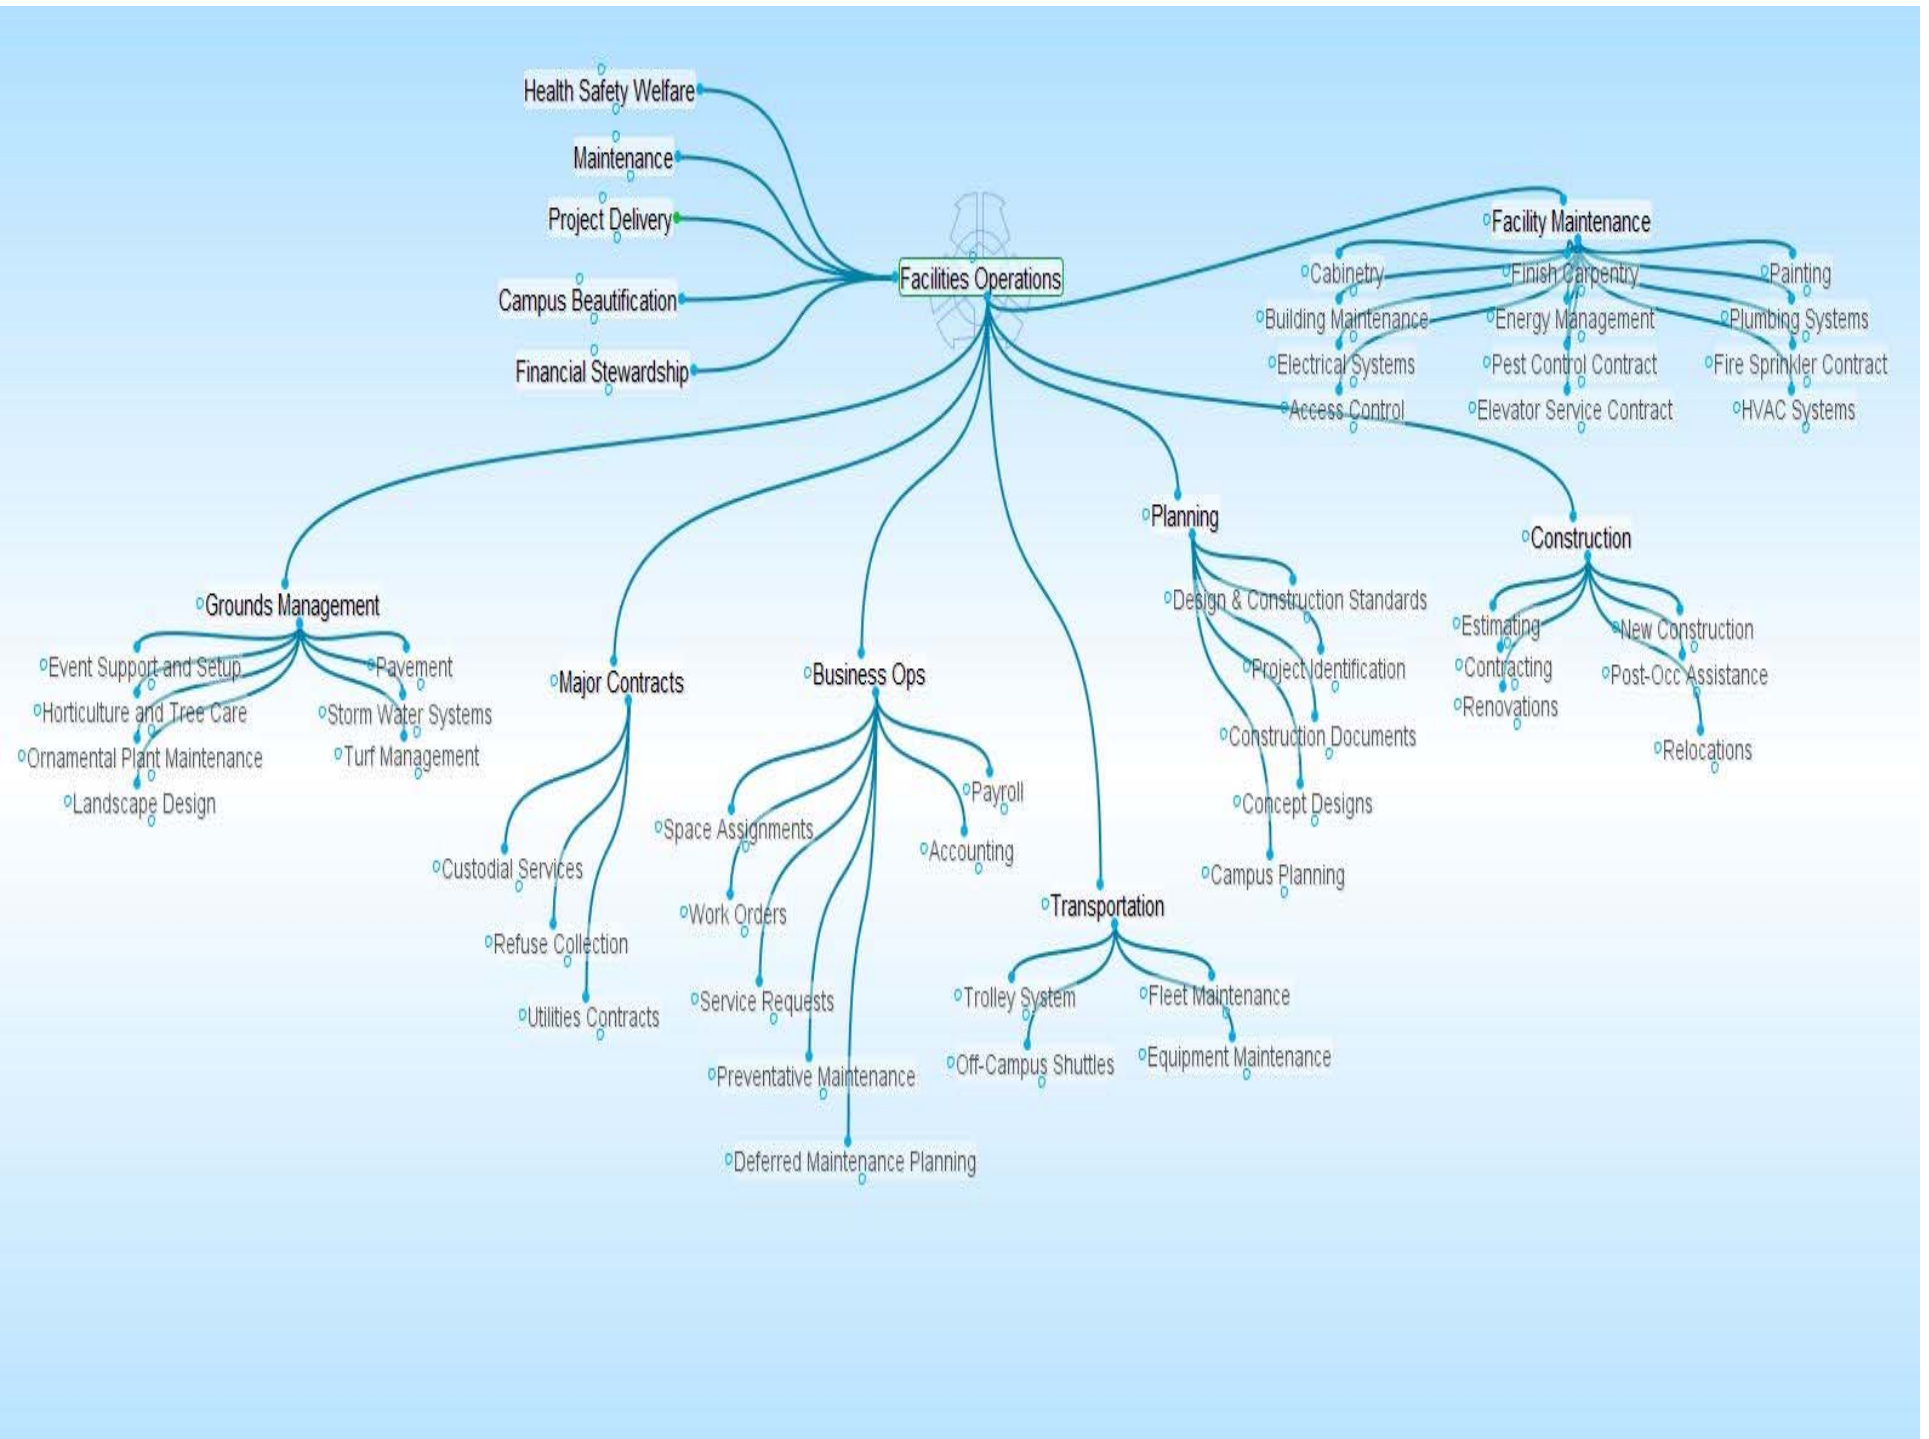 Health Safety Welfare
Maintenance
Project Delivery
Campus Beautification
Financial Stewardship
Facilities Operations
Facility Maintenance
Cabinetry
Finish Carpentry
Painting
Building Maintenance
Energy Management
Plumbing Systems
Electrical Systems
Pest Control Contract
Fire Sprinkler Contract
Access Control
Elevator Service Contract
HVAC Systems
Grounds Management
Event Support and Setup
Pavement
Horticulture and Tree Care
Storm Water Systems
Ornamental Plant Maintenance
Turf Management
Landscape Design
Major Contracts
Custodial Services
Refuse Collection
Utilities Contracts
Business Ops
Payroll
Space Assignments
Accounting
Work Orders
Service Requests
Preventative Maintenance
Deferred Maintenance Planning
Transportation
Trolley System
Fleet Maintenance
Off-Campus Shuttles
Equipment Maintenance
Planning
Design & Construction Standards
Project Identification
Construction Documents
Concept Designs
Campus Planning
Construction
Estimating
New Construction
Contracting
Post-Occ Assistance
Renovations
Relocations